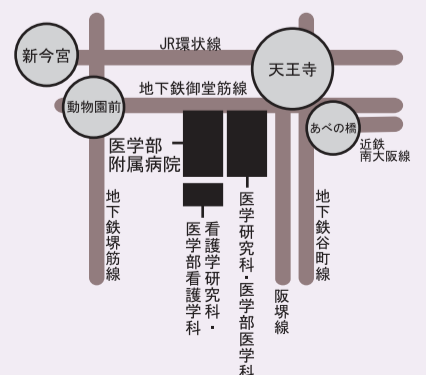 JR環状線
新今宮
天王寺
地下鉄御堂筋線
動物園前
あべの橋
医学部
附属病院
近鉄
南大阪線
地下鉄堺筋線
看護学研究科・
医学部看護学科
医学研究科・医学部医学科
阪堺線
地下鉄谷町線